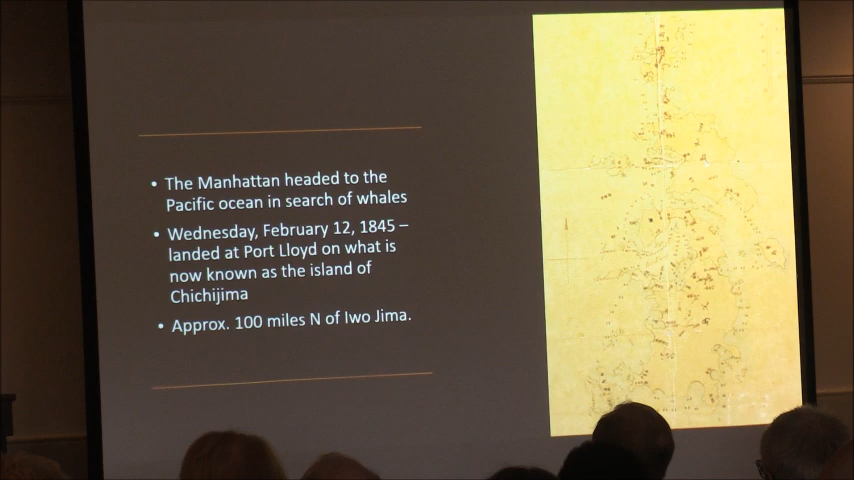 • The Manhattan headed to the
Pacific ocean in search of whales
• Wednesday, February 12, 1845 –
landed at Port Lloyd on what is
now known as the island of
Chichijima
• Approx. 100 miles N of Iwo Jima.